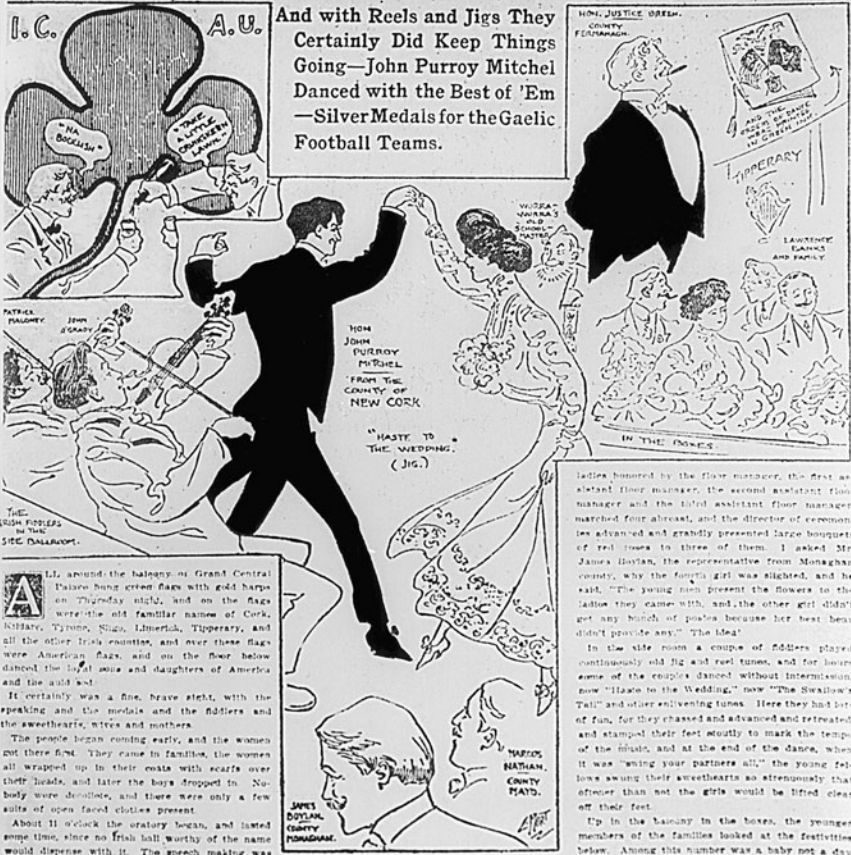 I.C. A.U.
"NA
BOCKLISH"
"TAKE
A LITTLE
CRUISKEEN
LAWN."
And with Reels and Jigs They
Certainly Did Keep Things
Going—John Purroy Mitchel
Danced with the Best of 'Em
—Silver Medals for the Gaelic
Football Teams.
HON. JUSTICE GREEN.
COUNTY
FERMANAGH.
AND THE
ORDERS OF DANCE
WERE PRINTED
IN GREEN INK.
TIPPERARY
LAWRENCE
BANKS
AND FAMILY
IN THE BOXES.
WURRA-
WURRA'S
OLD
SCHOOL-
MASTER
PATRICK
MALONEY.
JOHN
O'GRADY
THE
IRISH FIDDLERS
IN THE
SIDE BALLROOM.
HON
JOHN
PURROY
MITCHEL
FROM THE
COUNTY OF
NEW CORK
"HASTE TO
THE WEDDING."
(JIG.)
JAMES
BOYLAN.
COUNTY
MONAGHAN.
MARCUS
NATHAN.
COUNTY
MAYO.
ALL around the balcony of Grand Central
Palace hung green flags with gold harps
on Thursday night, and on the flags
were the old familiar names of Cork,
Kildare, Tyrone, Sligo, Limerick, Tipperary, and
all the other Irish counties, and over these flags
were American flags, and on the floor below
danced the loyal sons and daughters of America
and the auld sod.
It certainly was a fine, brave sight, with the
speaking and the medals and the fiddlers and
the sweethearts, wives and mothers.
The people began coming early, and the women
got there first. They came in families, the women
all wrapped up in their coats with scarfs over
their heads, and later the boys dropped in. No-
body wore decollete, and there were only a few
suits of open faced clothes present.
About 11 o'clock the oratory began, and lasted
some time, since no Irish ball worthy of the name
would dispense with it. The speech making was
ladies honored by the floor manager, the first as-
sistant floor manager, the second assistant floor
manager and the third assistant floor manager
marched four abreast, and the director of ceremon-
ies advanced and grandly presented large bouquets
of red roses to three of them. I asked Mr.
James Boylan, the representative from Monaghan
county, why the fourth girl was slighted, and he
said, "The young men present the flowers to the
ladies they came with, and the other girl didn't
get any bunch of posies because her best beau
didn't provide any." The idea!
In the side room a couple of fiddlers played
continuously old jig and reel tunes, and for hours
some of the couples danced without intermission,
now "Haste to the Wedding," now "The Swallow's
Tail" and other enlivening tunes. Here they had lots
of fun, for they chassed and advanced and retreated
and stamped their feet stoutly to mark the tempo
of the music, and at the end of the dance, when
it was "swing your partners all," the young fel-
lows swung their sweethearts so strenuously that
oftener than not the girls would be lifted clear
off their feet.
Up in the balcony in the boxes, the younger
members of the families looked at the festivities
below. Among this number was a baby not a day